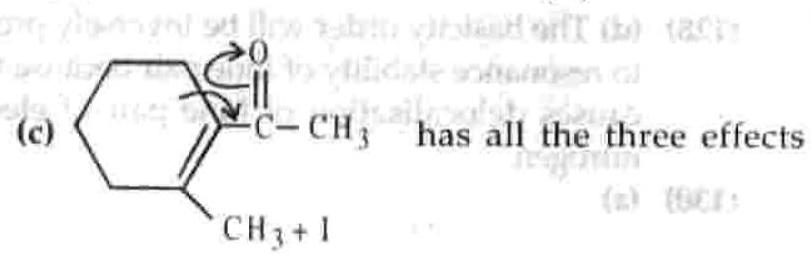 O
(c) C – CH3 has all the three effects
CH3 + I